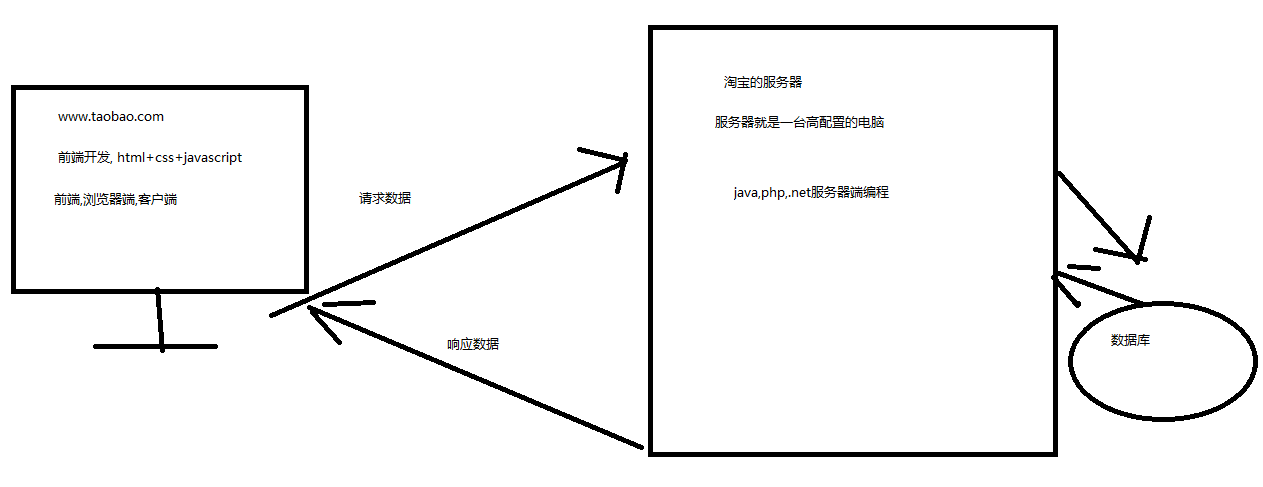 www.taobao.com
前端开发, html+css+javascript
前端,浏览器端,客户端
请求数据
响应数据
淘宝的服务器
服务器就是一台高配置的电脑
java,php,.net服务器端编程
数据库